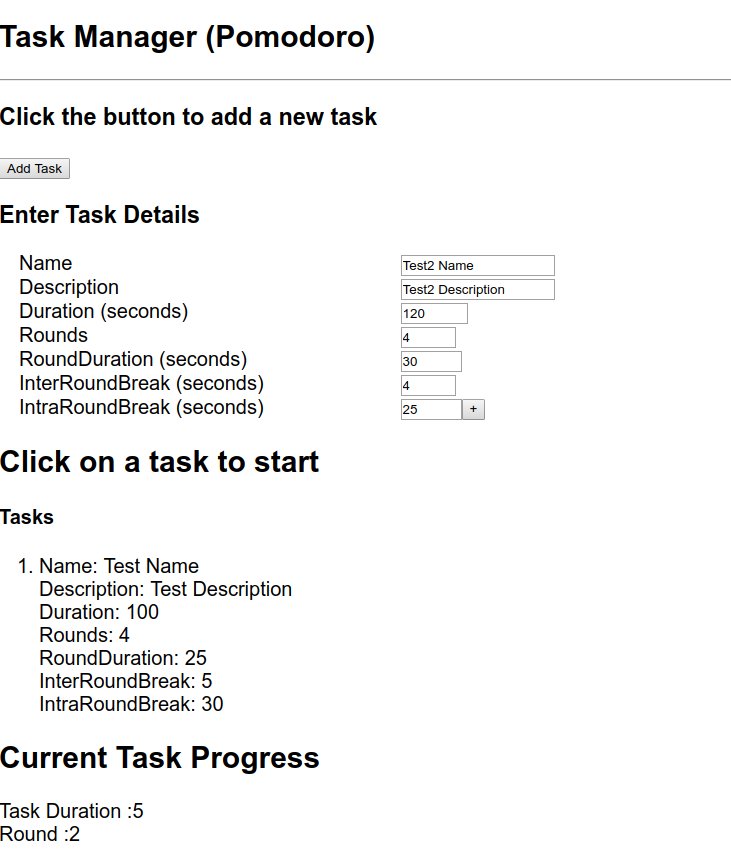 Task Manager (Pomodoro)
Click the button to add a new task
Add Task
Enter Task Details
Name Test2 Name
Description Test2 Description
Duration (seconds) 120
Rounds 4
RoundDuration (seconds) 30
InterRoundBreak (seconds) 4
IntraRoundBreak (seconds) 25 +
Click on a task to start
Tasks
1. Name: Test Name
Description: Test Description
Duration: 100
Rounds: 4
RoundDuration: 25
InterRoundBreak: 5
IntraRoundBreak: 30
Current Task Progress
Task Duration :5
Round :2